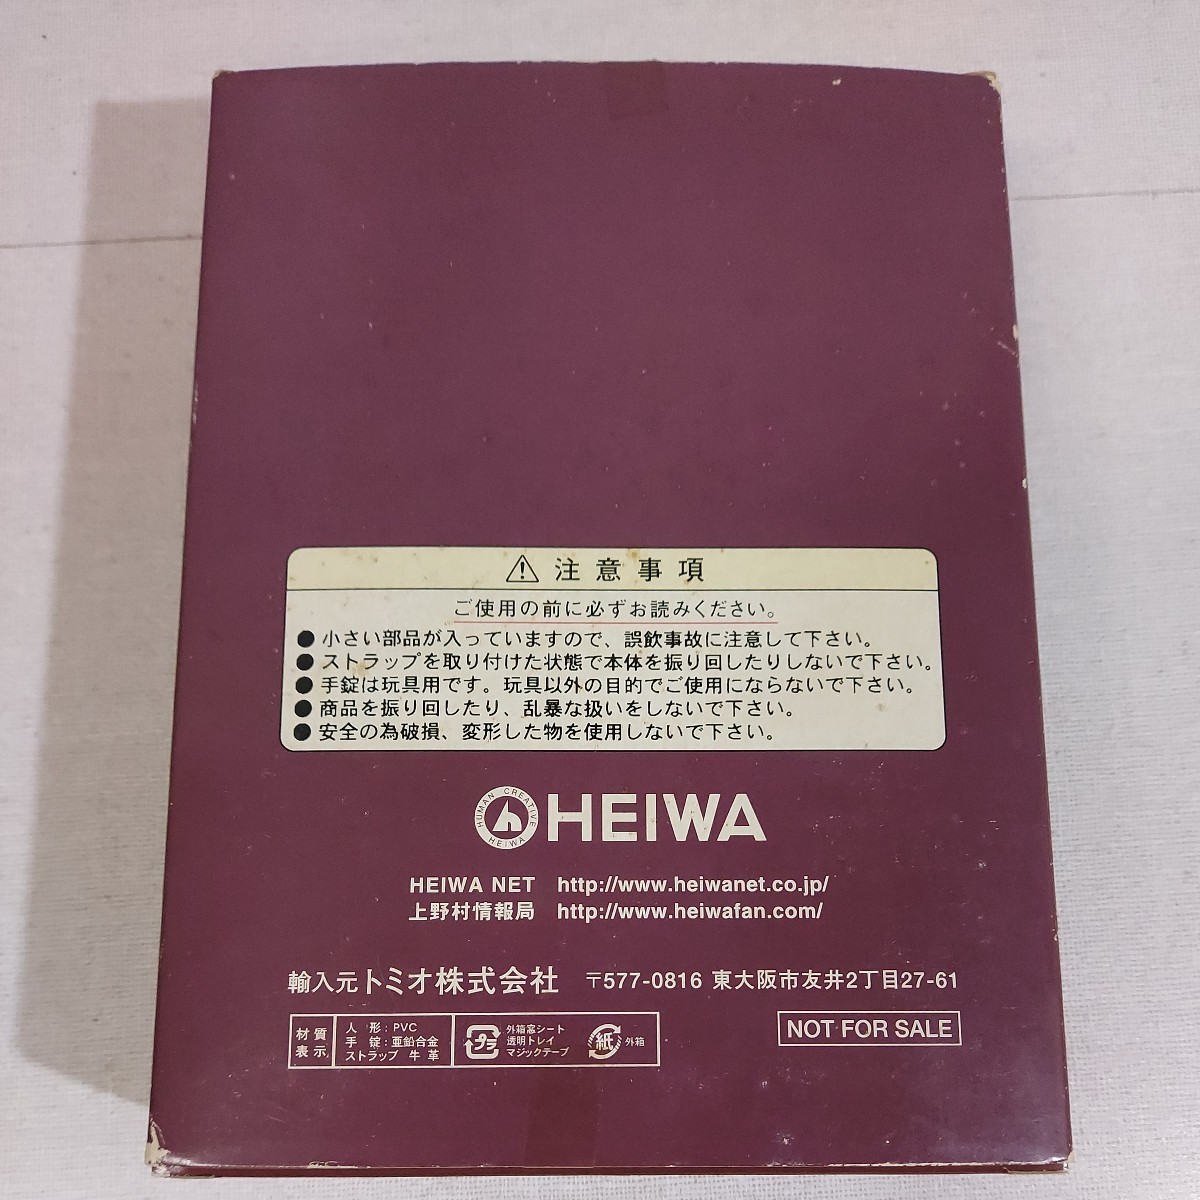 注意事項
ご使用の前に必ずお読みください。
●小さい部品が入っていますので、誤飲事故に注意して下さい。
●ストラップを取り付けた状態で本体を振り回したりしないで下さい。
●手錠は玩具用です。玩具以外の目的でご使用にならないで下さい。
●商品を振り回したり、乱暴な扱いをしないで下さい。
●安全の為破損、変形した物を使用しないで下さい。
HUMAN CREATIVE HEIWA
HEIWA
HEIWA NET http://www.heiwanet.co.jp/
上野村情報局 http://www.heiwafan.com/
輸入元トミオ株式会社 〒577-0816 東大阪市友井2丁目27-61
材質表示
人形:PVC
手錠:亜鉛合金
ストラップ 牛革
プラ
外箱窓シート
透明トレイ
マジックテープ
紙
外箱
NOT FOR SALE